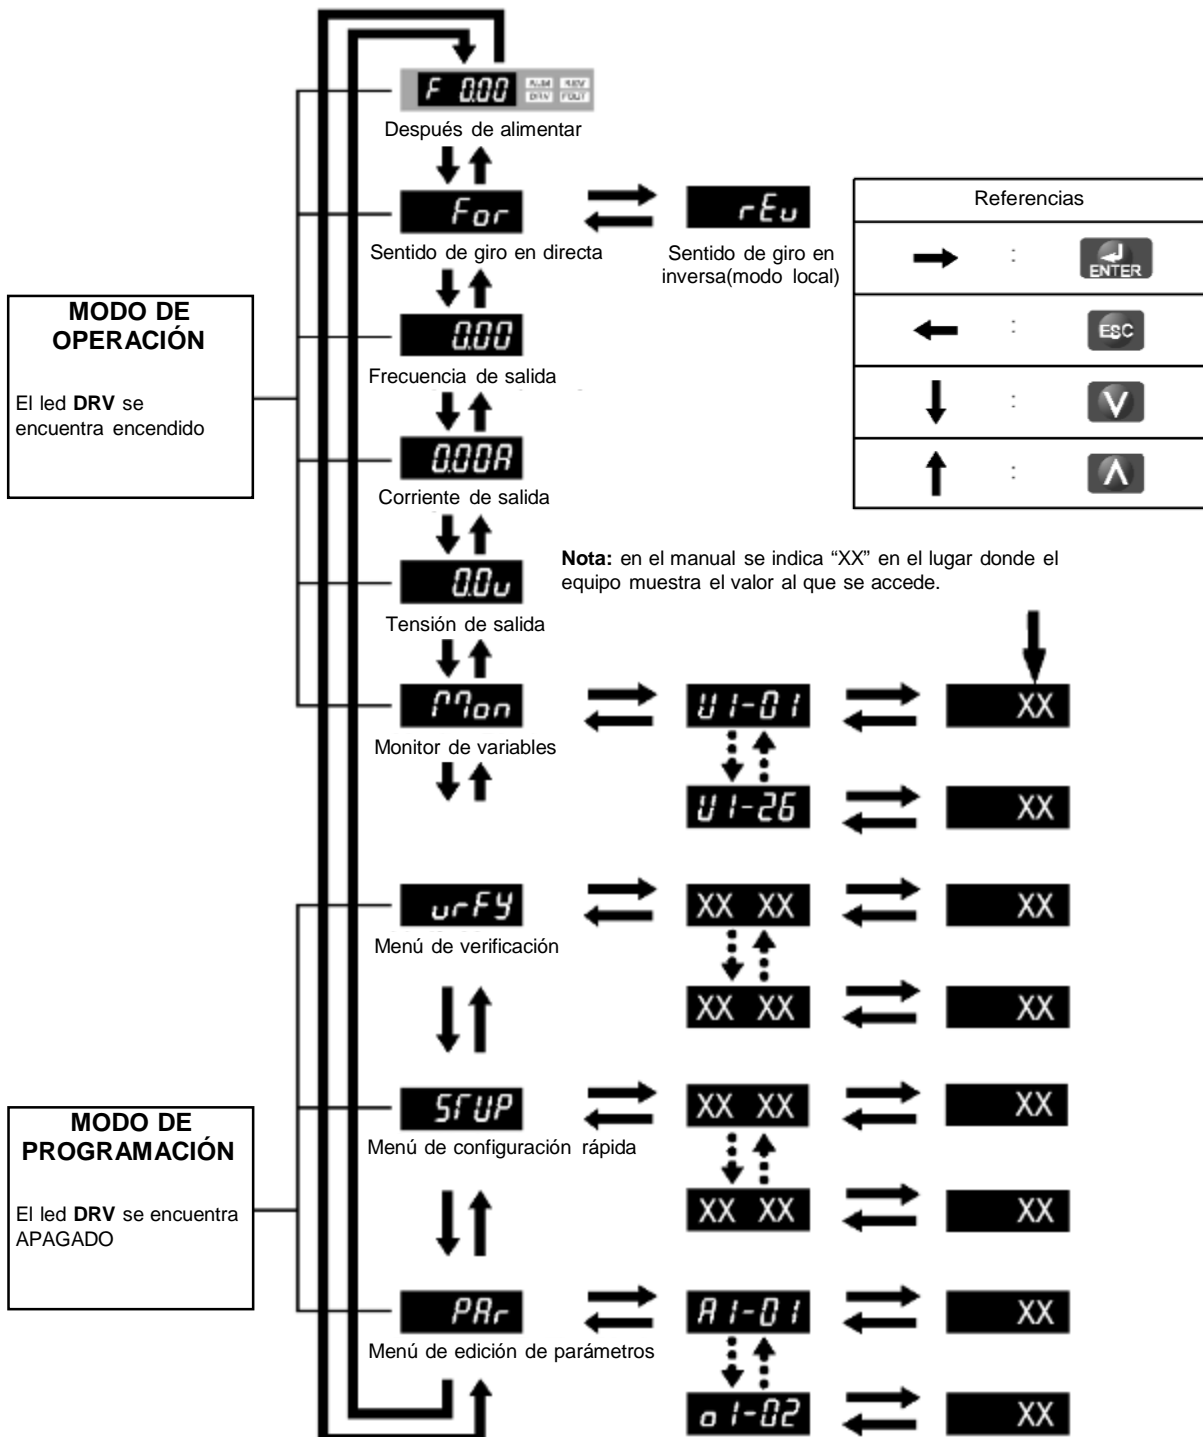 F 0.00
ALM REV
DRV FOUT
Después de alimentar
For
rEv
Sentido de giro en directa
Sentido de giro en
inversa(modo local)
Referencias
: ENTER
: ESC
: V
: Λ
MODO DE
OPERACIÓN
El led DRV se
encuentra encendido
0.00
Frecuencia de salida
0.00A
Corriente de salida
0.0v
Tensión de salida
Nota: en el manual se indica “XX” en el lugar donde el
equipo muestra el valor al que se accede.
Mon
U1-01
XX
Monitor de variables
U1-26
XX
vrFY
XX XX
XX
Menú de verificación
XX XX
XX
MODO DE
PROGRAMACIÓN
El led DRV se encuentra
APAGADO
STUP
XX XX
XX
Menú de configuración rápida
XX XX
XX
PAr
A1-01
XX
Menú de edición de parámetros
o1-02
XX